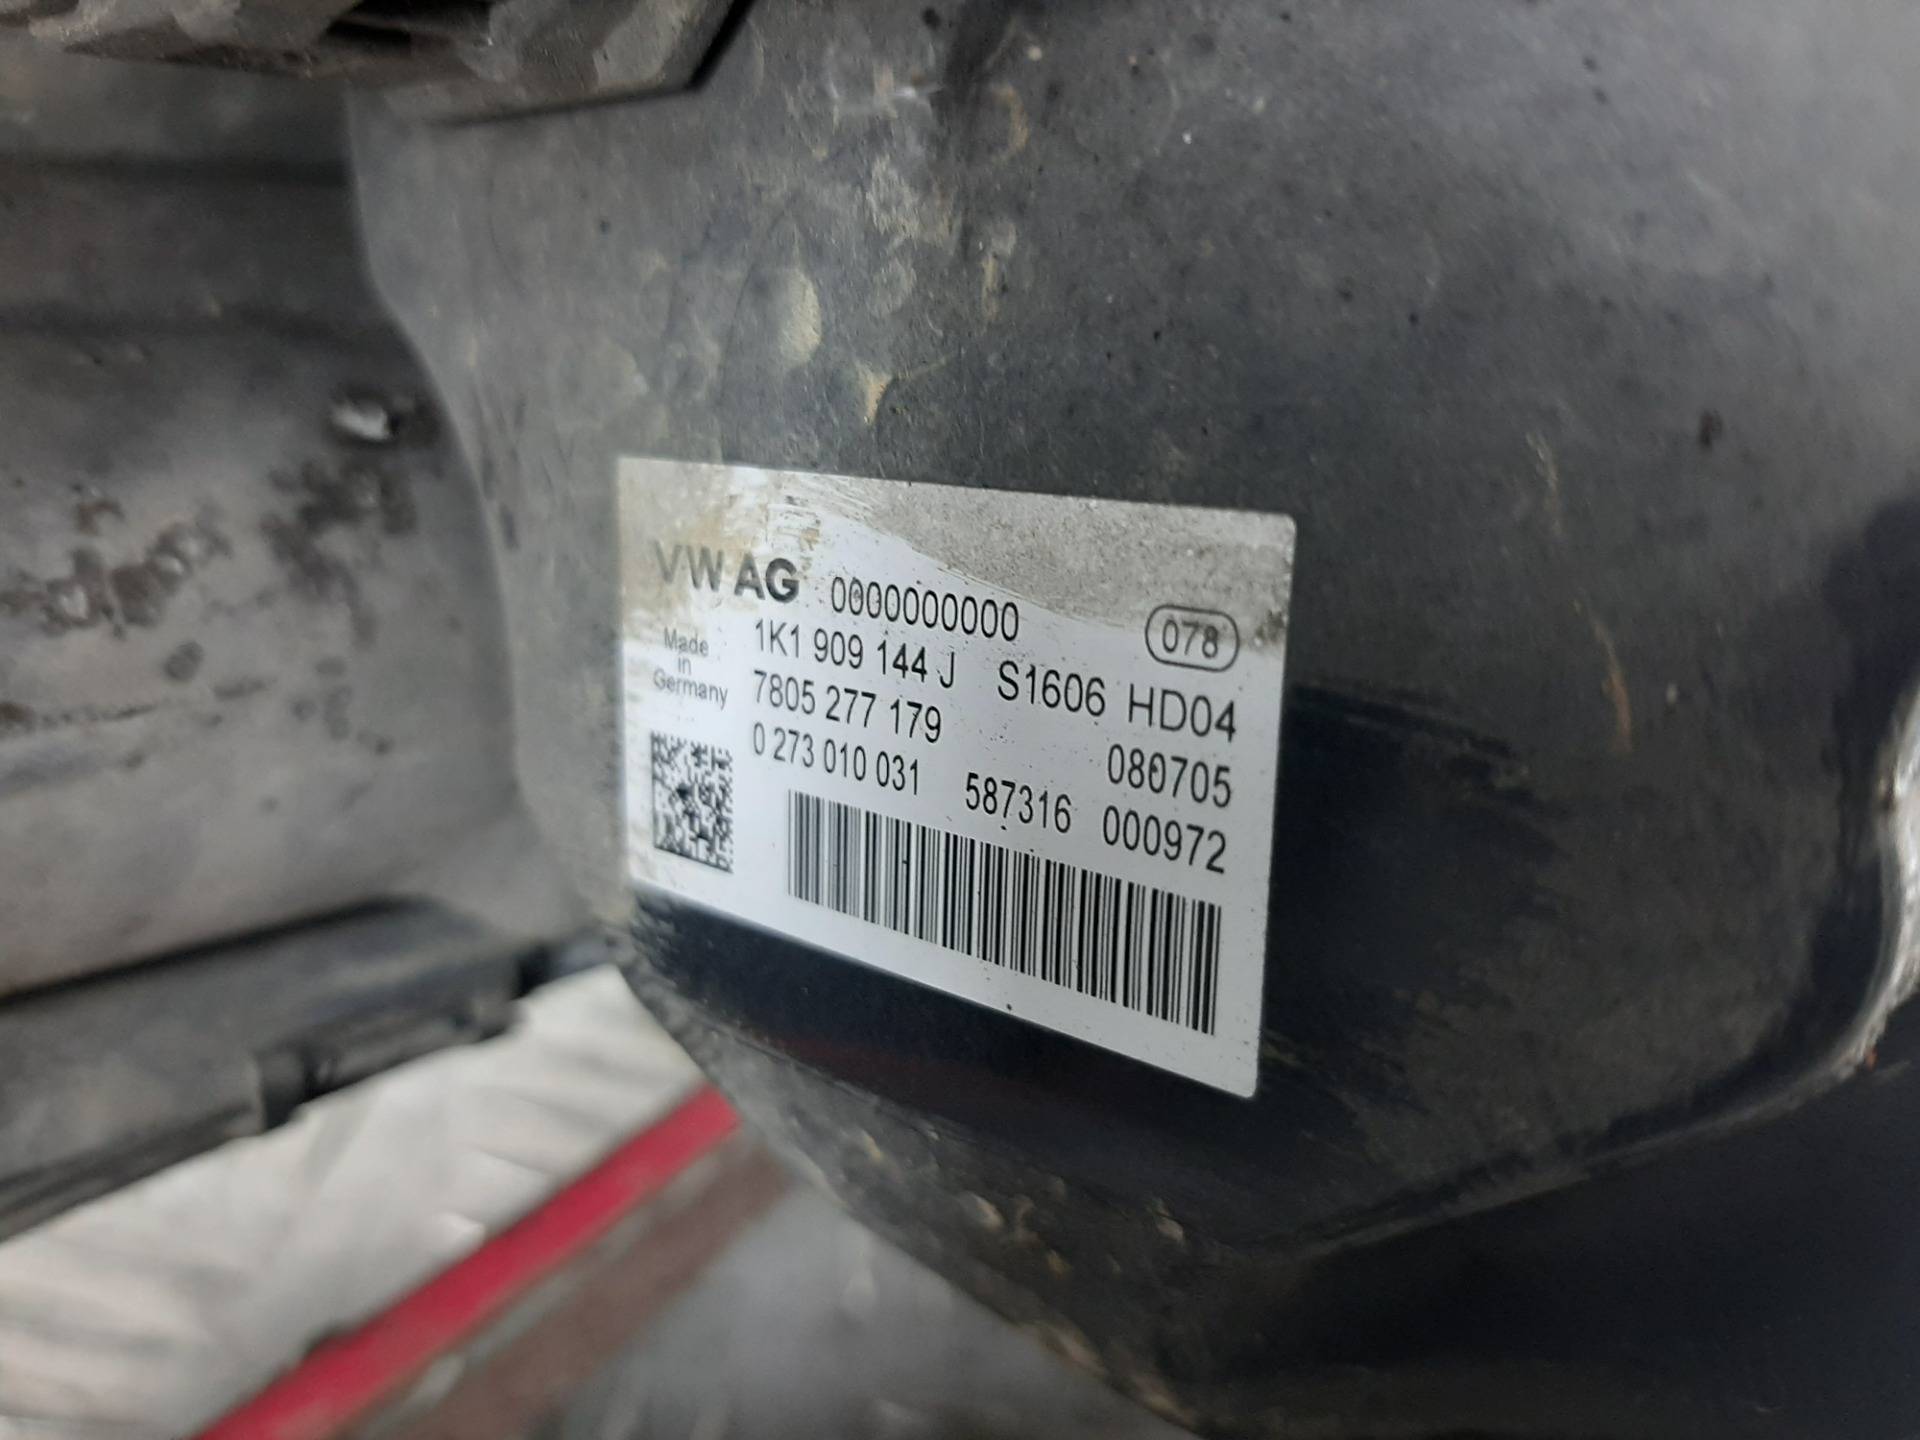 VW AG 0000000000 078
Made in Germany
1K1 909 144 J S1606 HD04
7805 277 179 080705
0 273 010 031 587316 000972